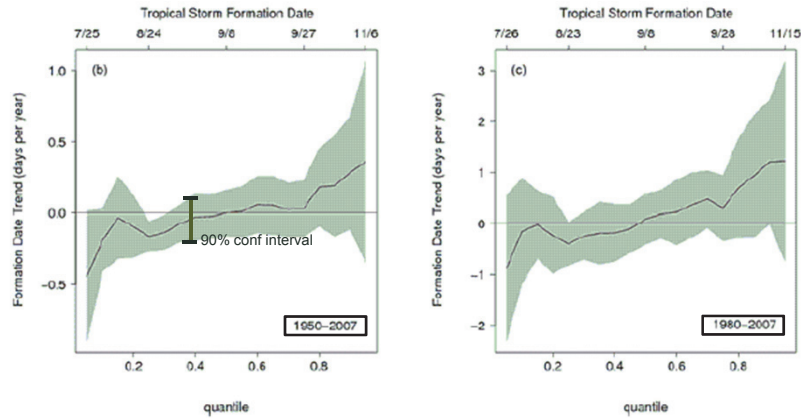 Tropical Storm Formation Date
7/25 8/24 9/8 9/27 11/6
(b)
Formation Date Trend (days per year)
1.0
0.5
0.0
−0.5
90% conf interval
1950−2007
0.2 0.4 0.6 0.8
quantile
Tropical Storm Formation Date
7/26 8/23 9/8 9/28 11/15
(c)
Formation Date Trend (days per year)
3
2
1
0
−1
−2
1980−2007
0.2 0.4 0.6 0.8
quantile